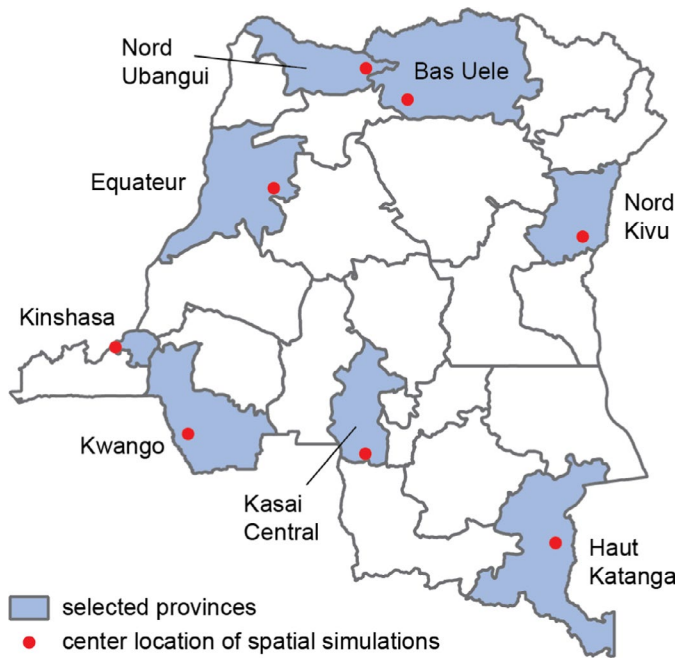 Nord
Ubangui
Bas Uele
Equateur
Nord
Kivu
Kinshasa
Kwango
Kasai
Central
Haut
Katanga
selected provinces
center location of spatial simulations